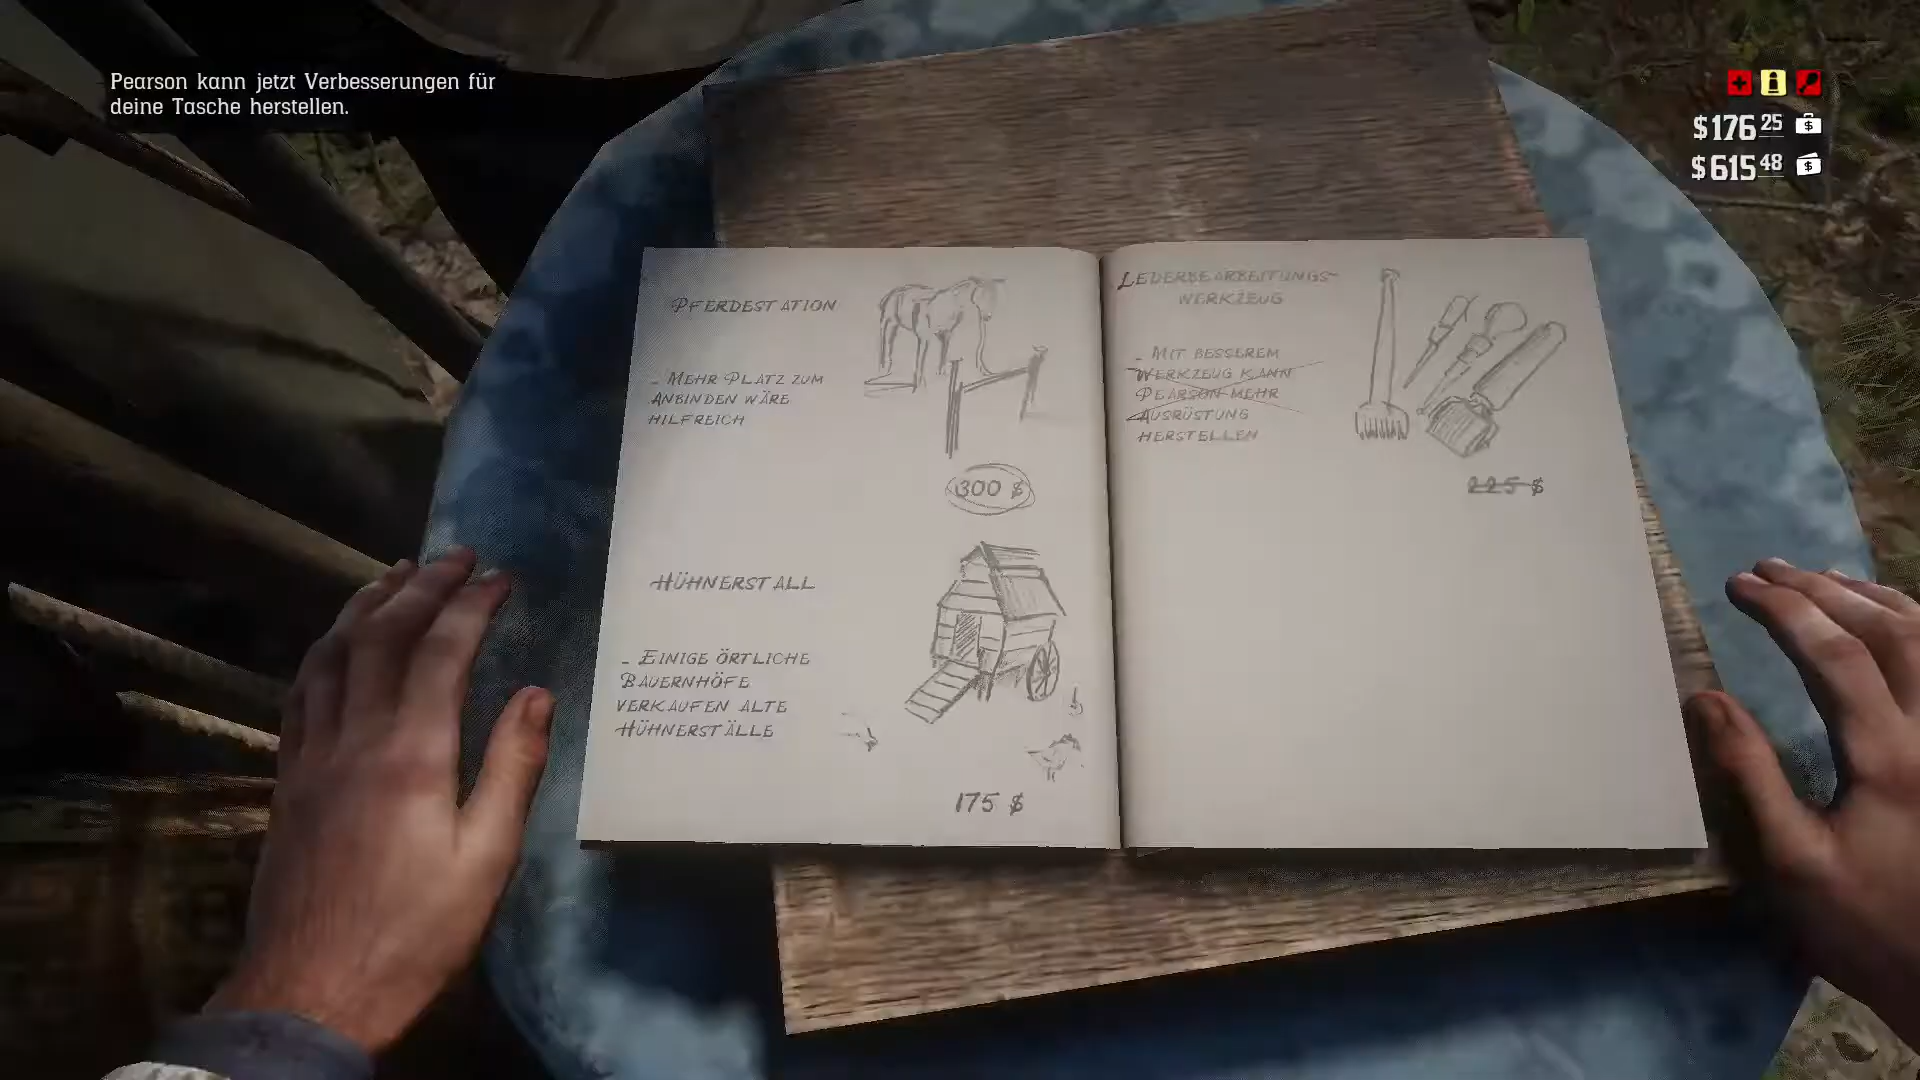 Pearson kann jetzt Verbesserungen für
deine Tasche herstellen.
$176 25
$615 48
PFERDESTATION
- MEHR PLATZ ZUM
ANBINDEN WÄRE
HILFREICH
300 $
HÜHNERSTALL
- EINIGE ÖRTLICHE
BAUERNHÖFE
VERKAUFEN ALTE
HÜHNERSTÄLLE
175 $
LEDERBEARBEITUNGS-
WERKZEUG
- MIT BESSEREM
WERKZEUG KANN
PEARSON MEHR
AUSRÜSTUNG
HERSTELLEN
225 $